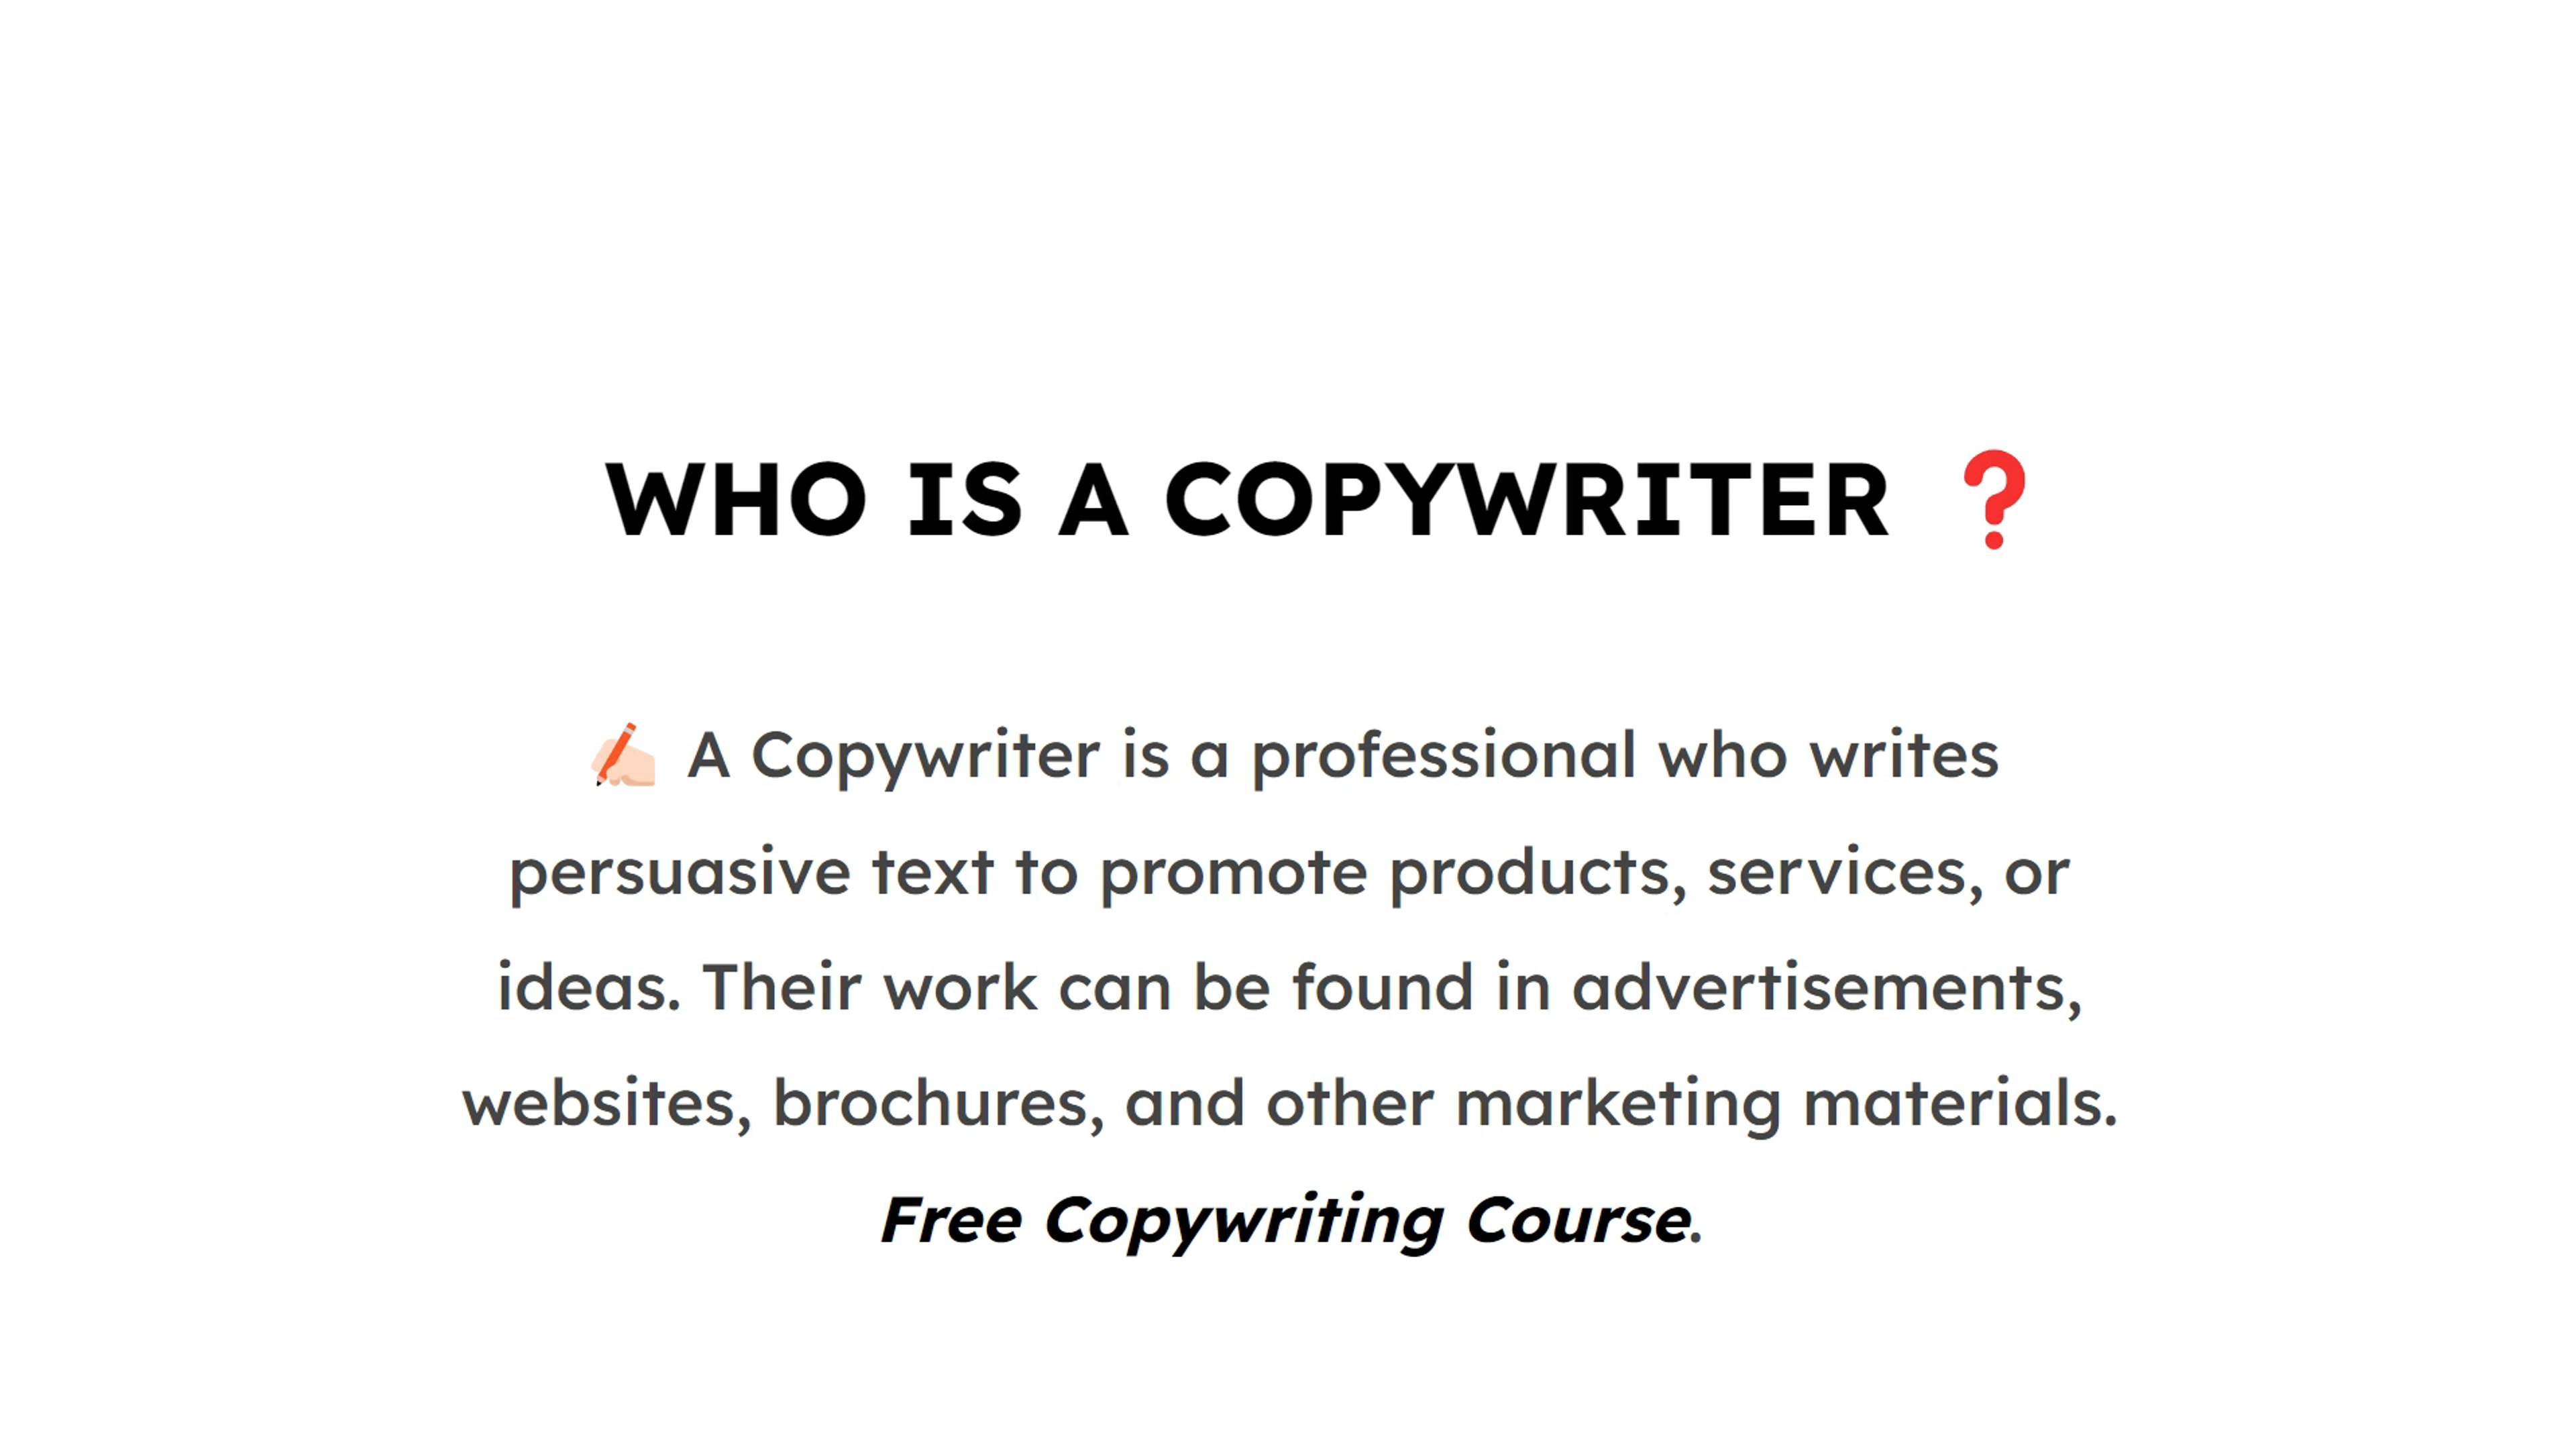 WHO IS A COPYWRITER ❓
✍🏻 A Copywriter is a professional who writes
persuasive text to promote products, services, or
ideas. Their work can be found in advertisements,
websites, brochures, and other marketing materials.
Free Copywriting Course.